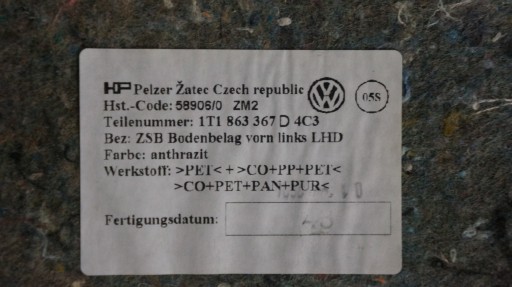 HP Pelzer Žatec Czech republic
Hst.-Code: 58906/0 ZM2
05S
Teilenummer: 1T1 863 367 D 4C3
Bez: ZSB Bodenbelag vorn links LHD
Farbe: anthrazit
Werkstoff: >PET< + >CO+PP+PET<
>CO+PET+PAN+PUR<
Fertigungsdatum: